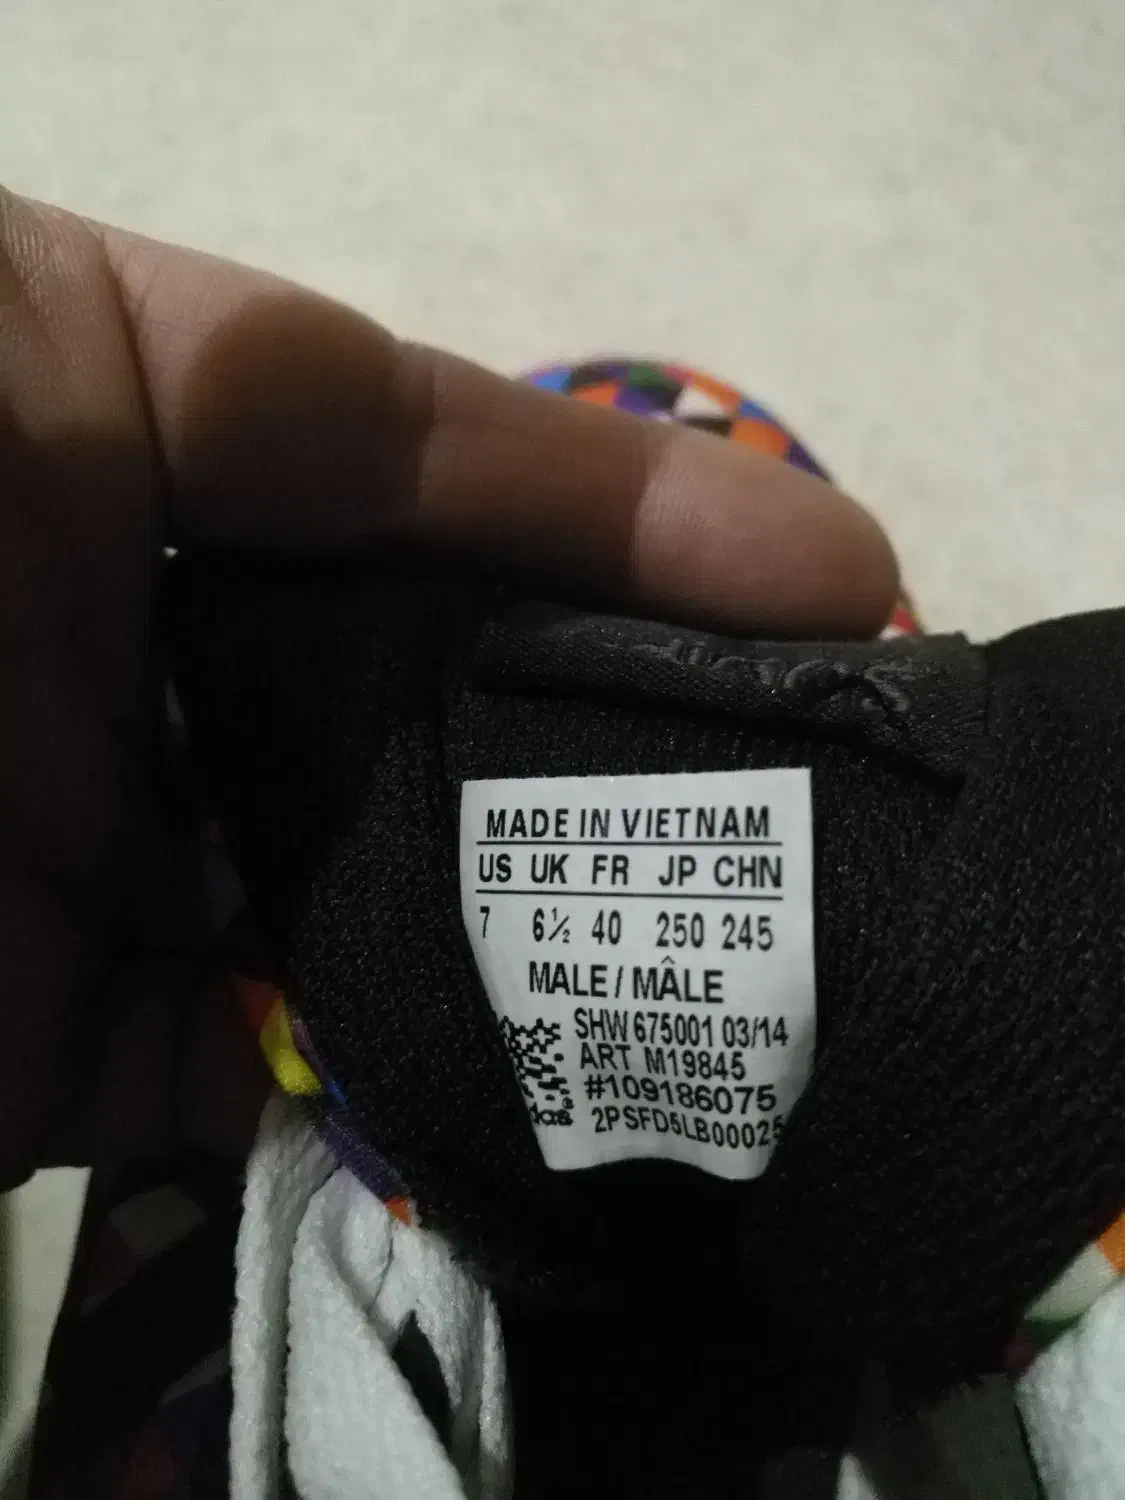 adidas
MADE IN VIETNAM
US UK FR JP CHN
7 6½ 40 250 245
MALE / MÂLE
SHW 675001 03/14
ART M19845
#109186075
2PSFD5LB00025